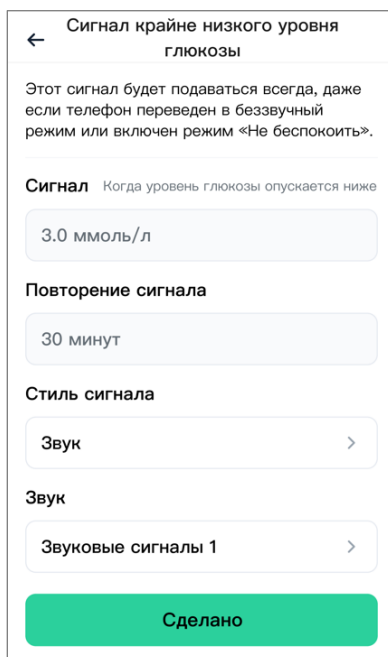 Сигнал крайне низкого уровня
глюкозы
Этот сигнал будет подаваться всегда, даже
если телефон переведен в беззвучный
режим или включен режим «Не беспокоить».
Сигнал Когда уровень глюкозы опускается ниже
3.0 ммоль/л
Повторение сигнала
30 минут
Стиль сигнала
Звук
Звук
Звуковые сигналы 1
Сделано